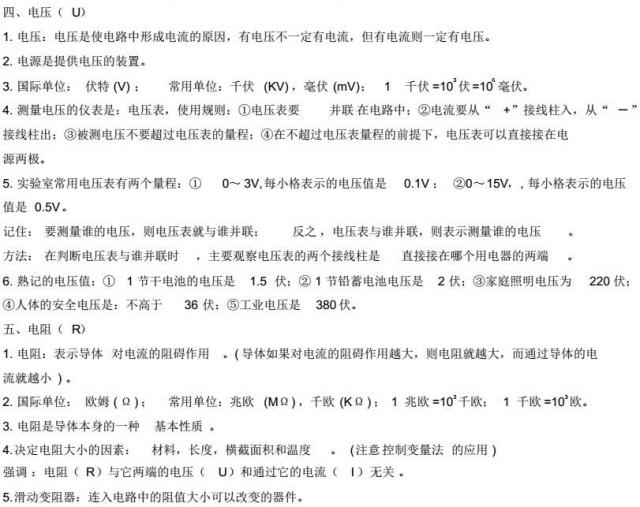 四、电压（ U）
1. 电压：电压是使电路中形成电流的原因，有电压不一定有电流，但有电流则一定有电压。
2. 电源是提供电压的装置。
3. 国际单位： 伏特 (V) ； 常用单位：千伏 (KV) ，毫伏 (mV)； 1 千伏 =10³ 伏 =10⁶ 毫伏。
4. 测量电压的仪表是：电压表，使用规则：①电压表要 并联 在电路中；②电流要从“ +”接线柱入，从“ －”
接线柱出；③被测电压不要超过电压表的量程；④在不超过电压表量程的前提下，电压表可以直接接在电
源两极。
5. 实验室常用电压表有两个量程：① 0～ 3V,每小格表示的电压值是 0.1V ； ②0～15V，, 每小格表示的电压
值是 0.5V 。
记住： 要测量谁的电压，则电压表就与谁并联； 反之 ，电压表与谁并联，则表示测量谁的电压 。
方法： 在判断电压表与谁并联时 ，主要观察电压表的两个接线柱是 直接接在哪个用电器的两端 。
6. 熟记的电压值：① 1 节干电池的电压是 1.5 伏；② 1 节铅蓄电池电压是 2 伏；③家庭照明电压为 220 伏；
④人体的安全电压是：不高于 36 伏；⑤工业电压是 380 伏。
五、电阻（ R）
1. 电阻：表示导体 对电流的阻碍作用 。( 导体如果对电流的阻碍作用越大，则电阻就越大，而通过导体的电
流就越小 ) 。
2. 国际单位： 欧姆 ( Ω ) ； 常用单位：兆欧 (MΩ) ，千欧 (KΩ)； 1 兆欧 =10³ 千欧； 1 千欧 =10³ 欧。
3. 电阻是导体本身的一种 基本性质 。
4.决定电阻大小的因素： 材料，长度，横截面积和温度 。 (注意 控制变量法 的应用 )
强调 ：电阻（ R）与它两端的电压（ U）和通过它的电流（ I ）无关 。
5.滑动变阻器：连入电路中的阻值大小可以改变的器件。